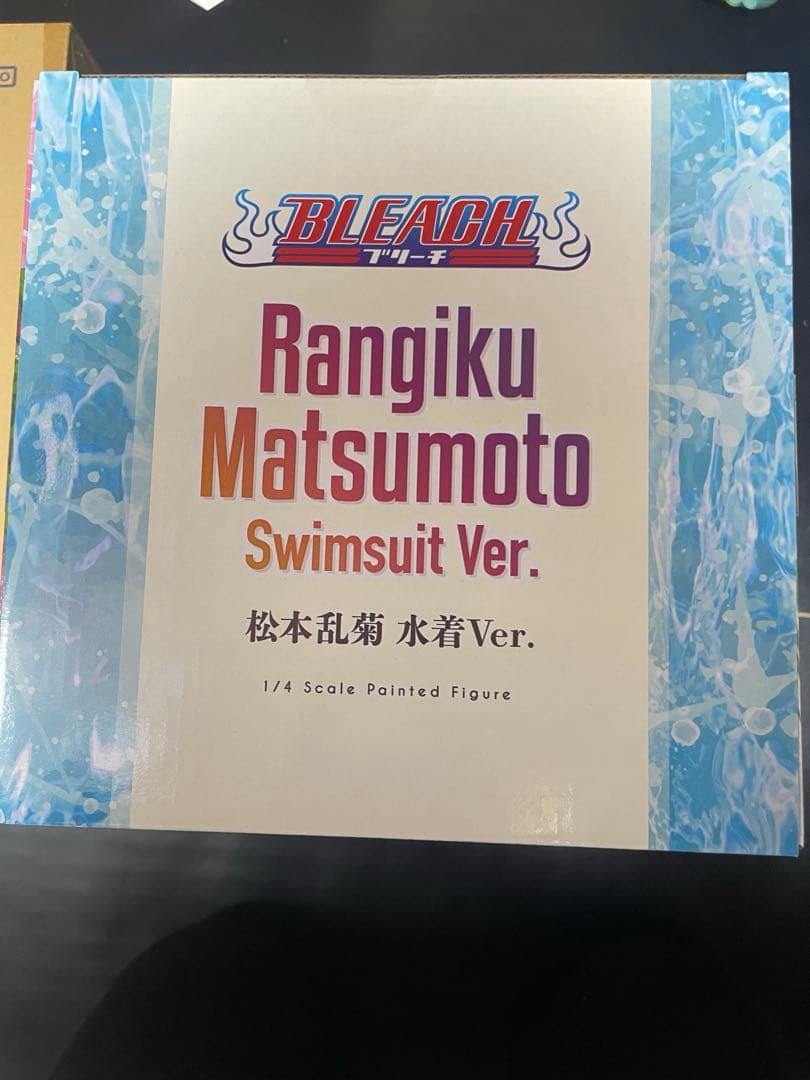 BLEACH
ブリーチ
Rangiku
Matsumoto
Swimsuit Ver.
松本乱菊 水着Ver.
1/4 Scale Painted Figure